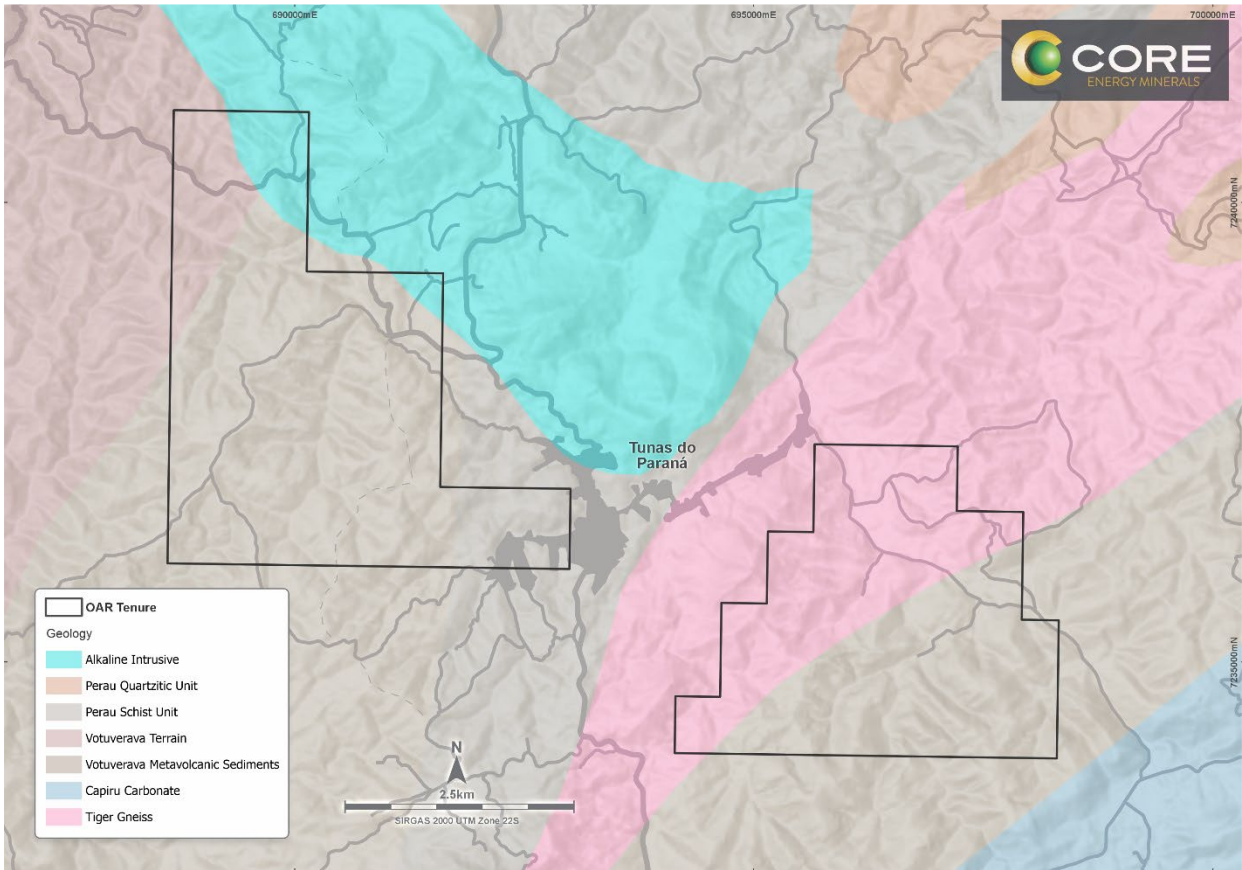 690000mE
695000mE
700000mE
CORE
ENERGY MINERALS
7240000mN
Tunas do
Paraná
7235000mN
OAR Tenure
Geology
Alkaline Intrusive
Perau Quartzitic Unit
Perau Schist Unit
Votuverava Terrain
Votuverava Metavolcanic Sediments
Capiru Carbonate
Tiger Gneiss
N
2.5km
SIRGAS 2000 UTM Zone 22S